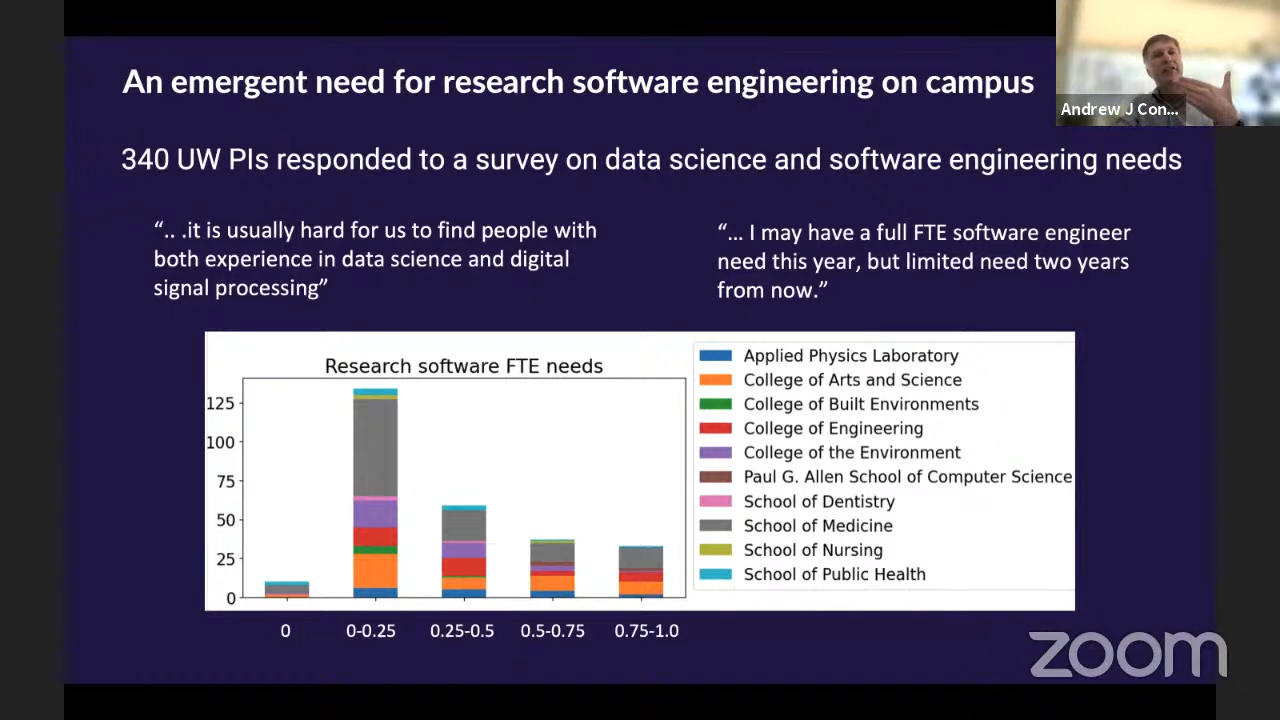 An emergent need for research software engineering on campus
Andrew J Con...
340 UW PIs responded to a survey on data science and software engineering needs
“.. .it is usually hard for us to find people with
both experience in data science and digital
signal processing”
“... I may have a full FTE software engineer
need this year, but limited need two years
from now.”
Research software FTE needs
125
100
75
50
25
0
0
0-0.25
0.25-0.5
0.5-0.75
0.75-1.0
Applied Physics Laboratory
College of Arts and Science
College of Built Environments
College of Engineering
College of the Environment
Paul G. Allen School of Computer Science
School of Dentistry
School of Medicine
School of Nursing
School of Public Health
zoom